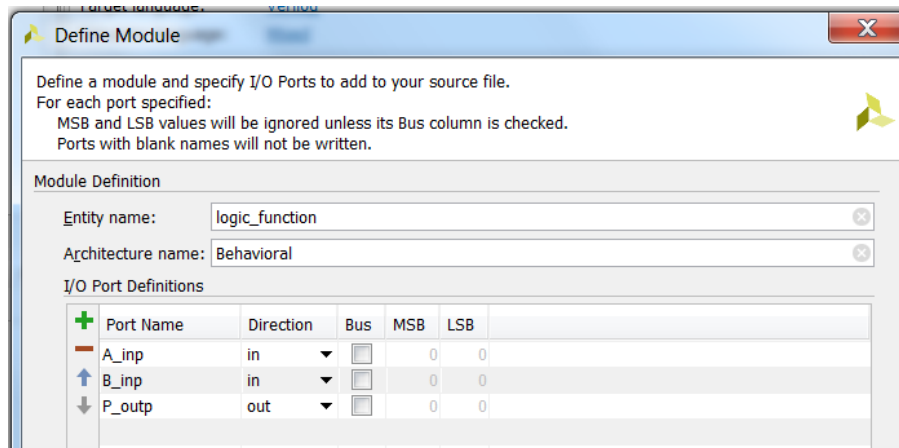 Target language: Verilog
Define Module
X
Define a module and specify I/O Ports to add to your source file.
For each port specified:
MSB and LSB values will be ignored unless its Bus column is checked.
Ports with blank names will not be written.
Module Definition
Entity name: logic_function
Architecture name: Behavioral
I/O Port Definitions
Port Name Direction Bus MSB LSB
A_inp in 0 0
B_inp in 0 0
P_outp out 0 0